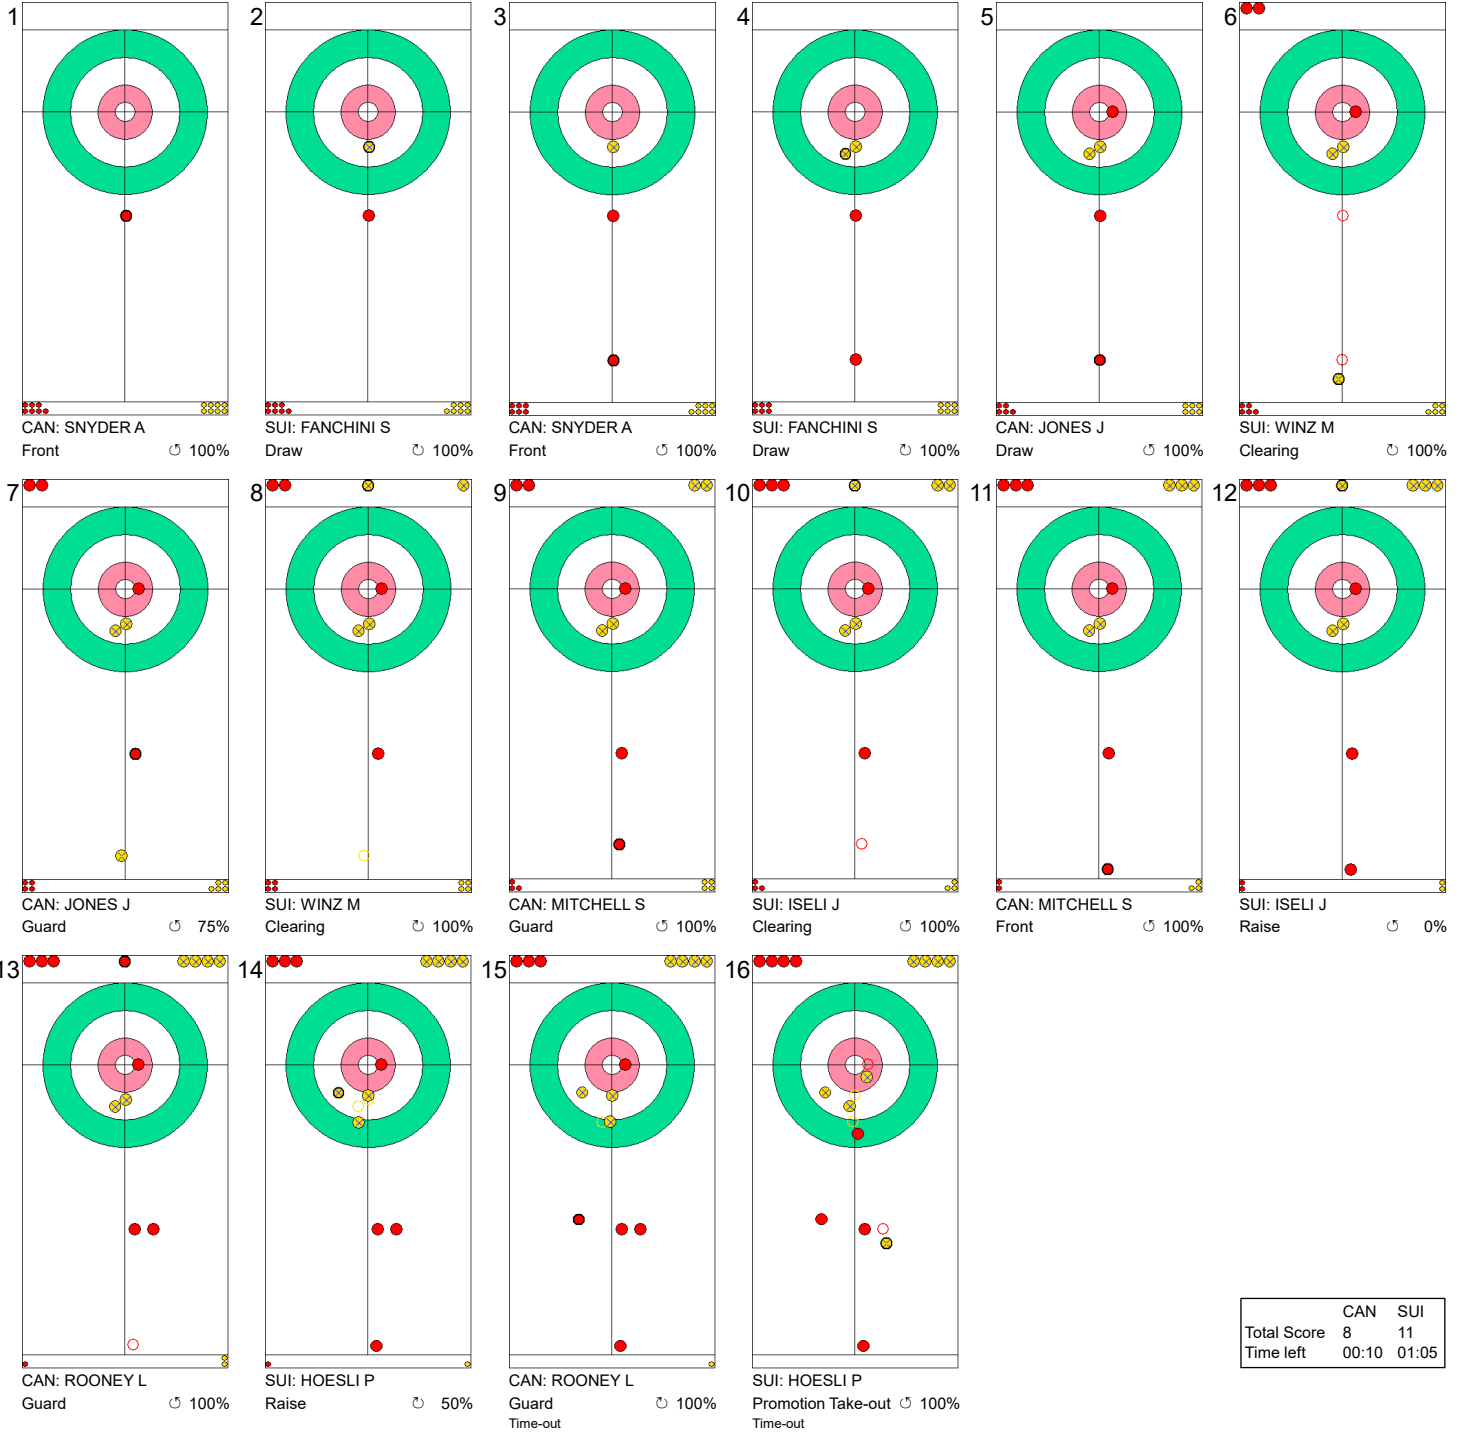 1
2
3
4
5
6
CAN: SNYDER A
Front ↺ 100%
SUI: FANCHINI S
Draw ↻ 100%
CAN: SNYDER A
Front ↺ 100%
SUI: FANCHINI S
Draw ↻ 100%
CAN: JONES J
Draw ↺ 100%
SUI: WINZ M
Clearing ↻ 100%
7
8
9
10
11
12
CAN: JONES J
Guard ↺ 75%
SUI: WINZ M
Clearing ↻ 100%
CAN: MITCHELL S
Guard ↺ 100%
SUI: ISELI J
Clearing ↺ 100%
CAN: MITCHELL S
Front ↺ 100%
SUI: ISELI J
Raise ↺ 0%
13
14
15
16
CAN: ROONEY L
Guard ↺ 100%
SUI: HOESLI P
Raise ↻ 50%
CAN: ROONEY L
Guard ↺ 100%
Time-out
SUI: HOESLI P
Promotion Take-out ↺ 100%
Time-out
CAN SUI
Total Score 8 11
Time left 00:10 01:05